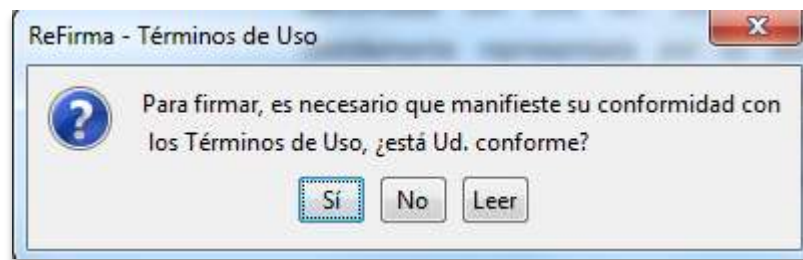 ReFirma - Términos de Uso
Para firmar, es necesario que manifieste su conformidad con
los Términos de Uso, ¿está Ud. conforme?
Sí No Leer